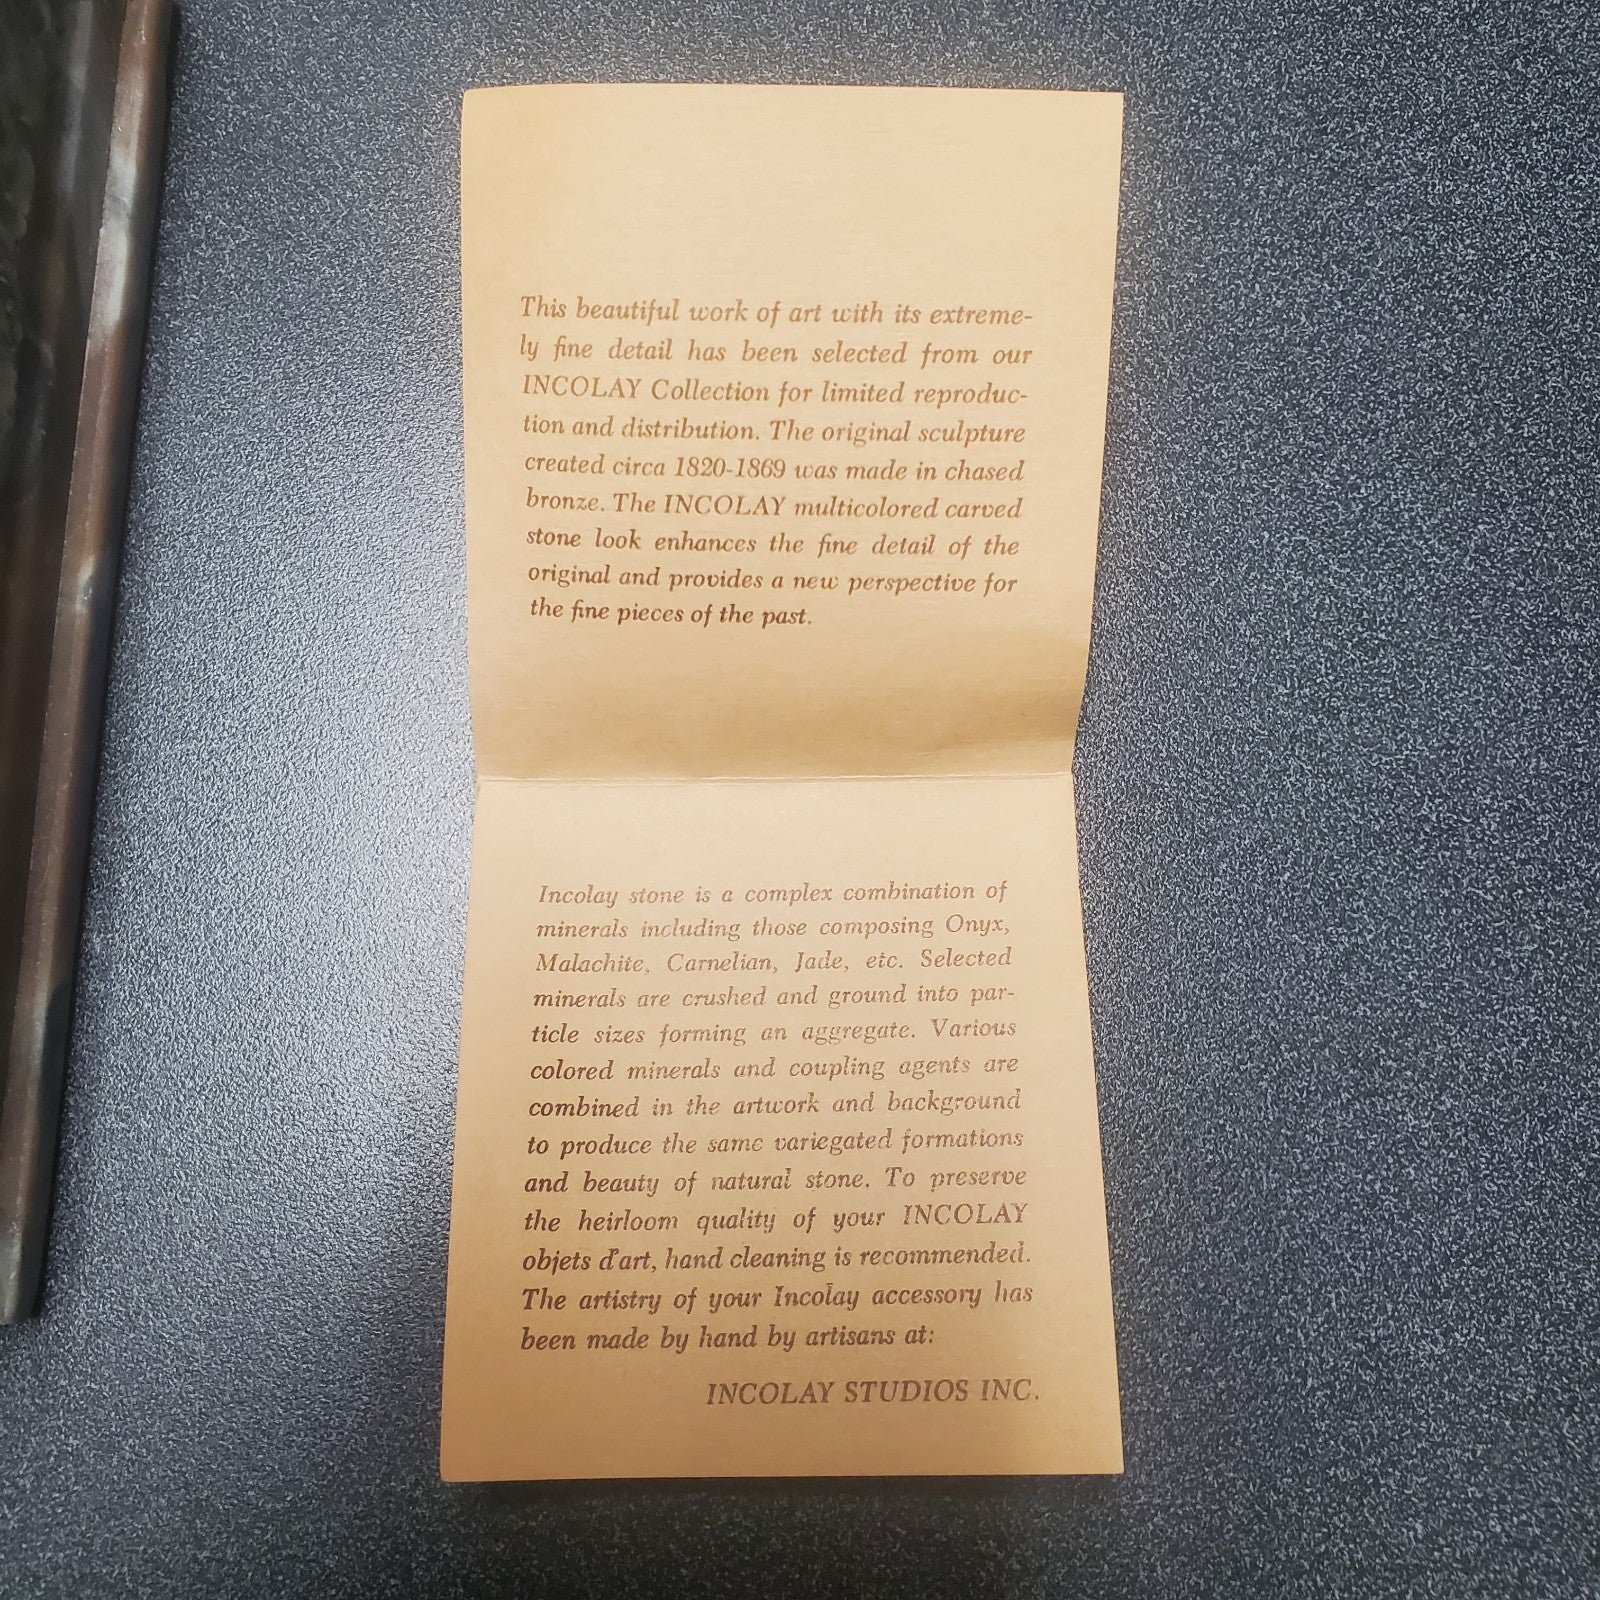 This beautiful work of art with its extreme-
ly fine detail has been selected from our
INCOLAY Collection for limited reproduc-
tion and distribution. The original sculpture
created circa 1820-1869 was made in chased
bronze. The INCOLAY multicolored carved
stone look enhances the fine detail of the
original and provides a new perspective for
the fine pieces of the past.
Incolay stone is a complex combination of
minerals including those composing Onyx,
Malachite, Carnelian, Jade, etc. Selected
minerals are crushed and ground into par-
ticle sizes forming an aggregate. Various
colored minerals and coupling agents are
combined in the artwork and background
to produce the same variegated formations
and beauty of natural stone. To preserve
the heirloom quality of your INCOLAY
objets d'art, hand cleaning is recommended.
The artistry of your Incolay accessory has
been made by hand by artisans at:
INCOLAY STUDIOS INC.